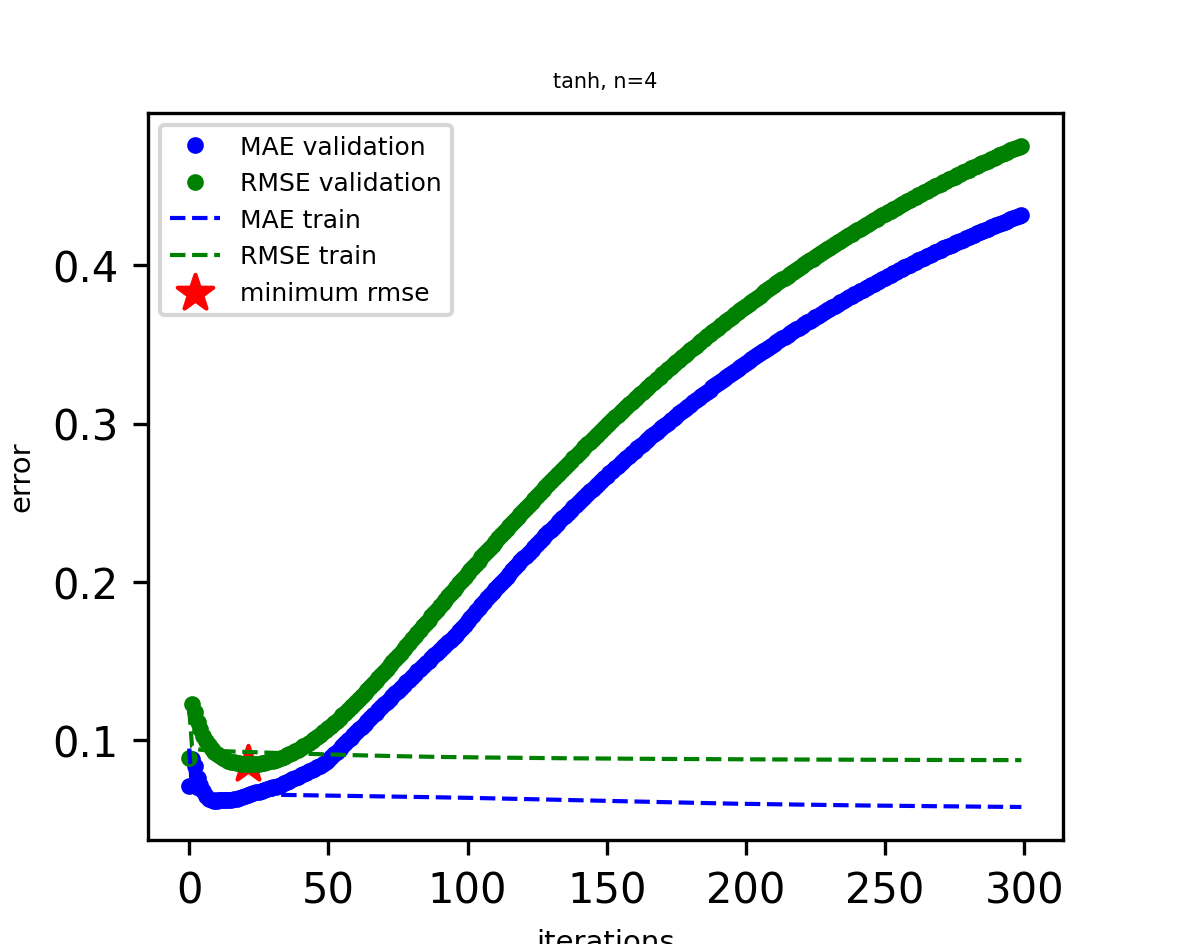 tanh, n=4
MAE validation
RMSE validation
MAE train
RMSE train
minimum rmse
error
0.4
0.3
0.2
0.1
0 50 100 150 200 250 300
iterations